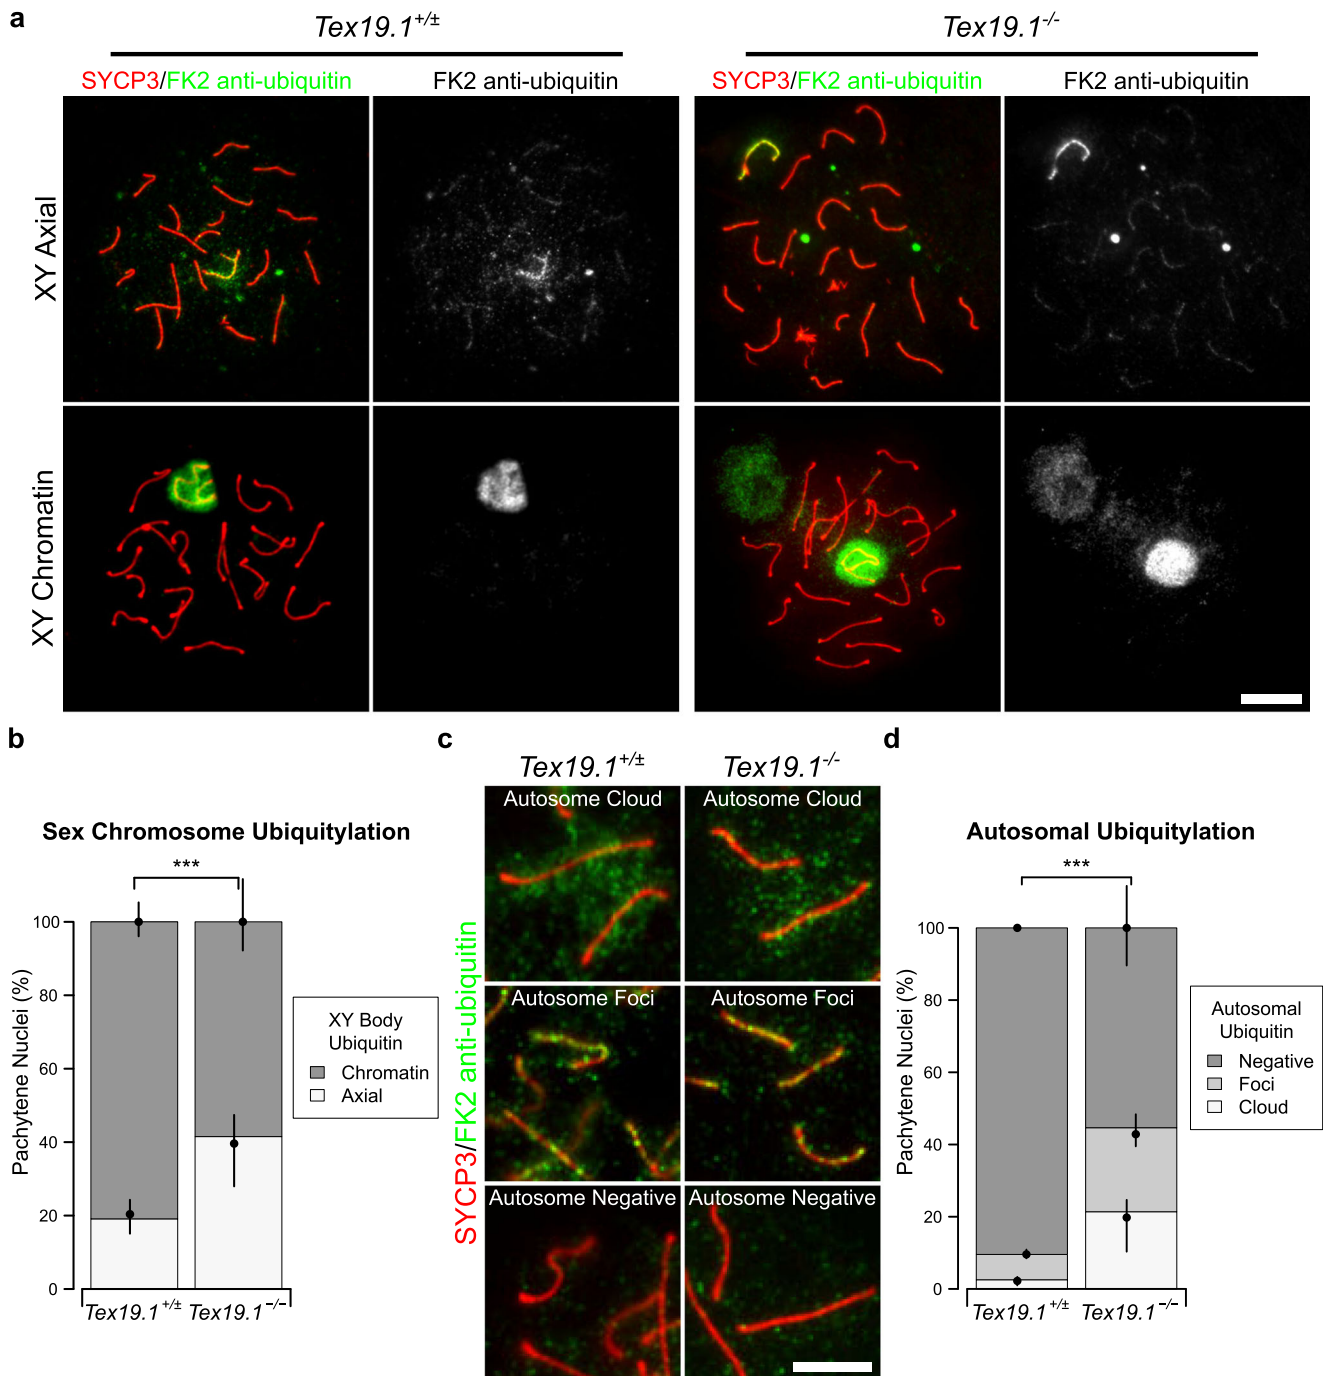 a
Tex19.1+/± Tex19.1-/-
SYCP3/FK2 anti-ubiquitin FK2 anti-ubiquitin SYCP3/FK2 anti-ubiquitin FK2 anti-ubiquitin
XY Axial
XY Chromatin
b
Sex Chromosome Ubiquitylation
***
Pachytene Nuclei (%)
100
80
60
40
20
0
Tex19.1+/± Tex19.1−/−
XY Body
Ubiquitin
Chromatin
Axial
c
Tex19.1+/± Tex19.1-/-
SYCP3/FK2 anti-ubiquitin
Autosome Cloud Autosome Cloud
Autosome Foci Autosome Foci
Autosome Negative Autosome Negative
d
Autosomal Ubiquitylation
***
Pachytene Nuclei (%)
100
80
60
40
20
0
Tex19.1+/± Tex19.1−/−
Autosomal
Ubiquitin
Negative
Foci
Cloud